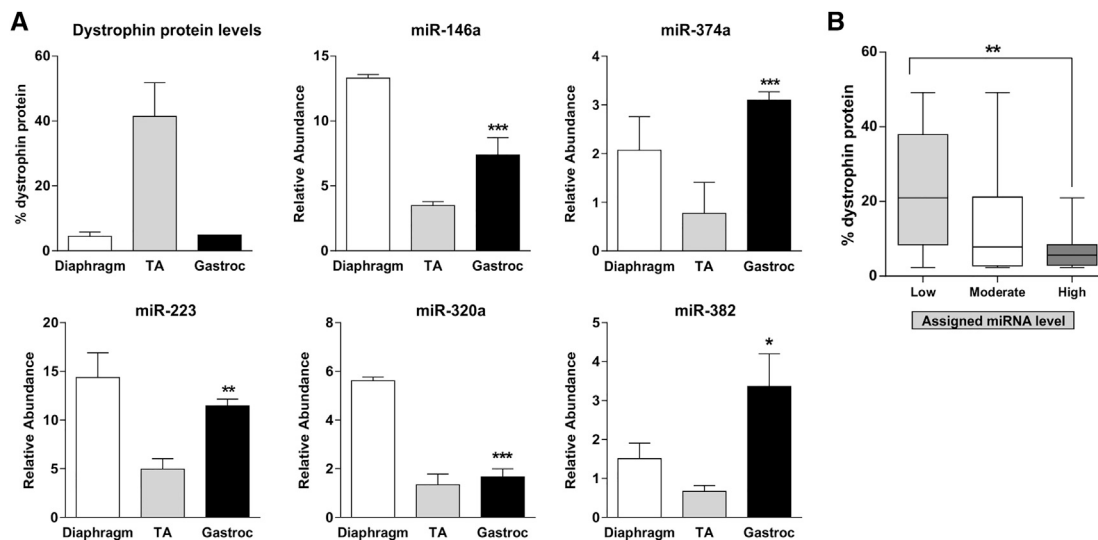 A
Dystrophin protein levels
% dystrophin protein
60
40
20
0
Diaphragm TA Gastroc
miR-146a
Relative Abundance
15
10
5
0
***
Diaphragm TA Gastroc
miR-374a
Relative Abundance
4
3
2
1
0
***
Diaphragm TA Gastroc
B
% dystrophin protein
60
40
20
0
**
Low Moderate High
Assigned miRNA level
miR-223
Relative Abundance
20
15
10
5
0
**
Diaphragm TA Gastroc
miR-320a
Relative Abundance
8
6
4
2
0
***
Diaphragm TA Gastroc
miR-382
Relative Abundance
5
4
3
2
1
0
*
Diaphragm TA Gastroc